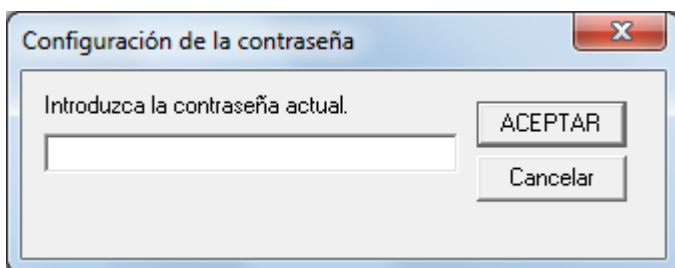 Configuración de la contraseña
Introduzca la contraseña actual.
ACEPTAR
Cancelar